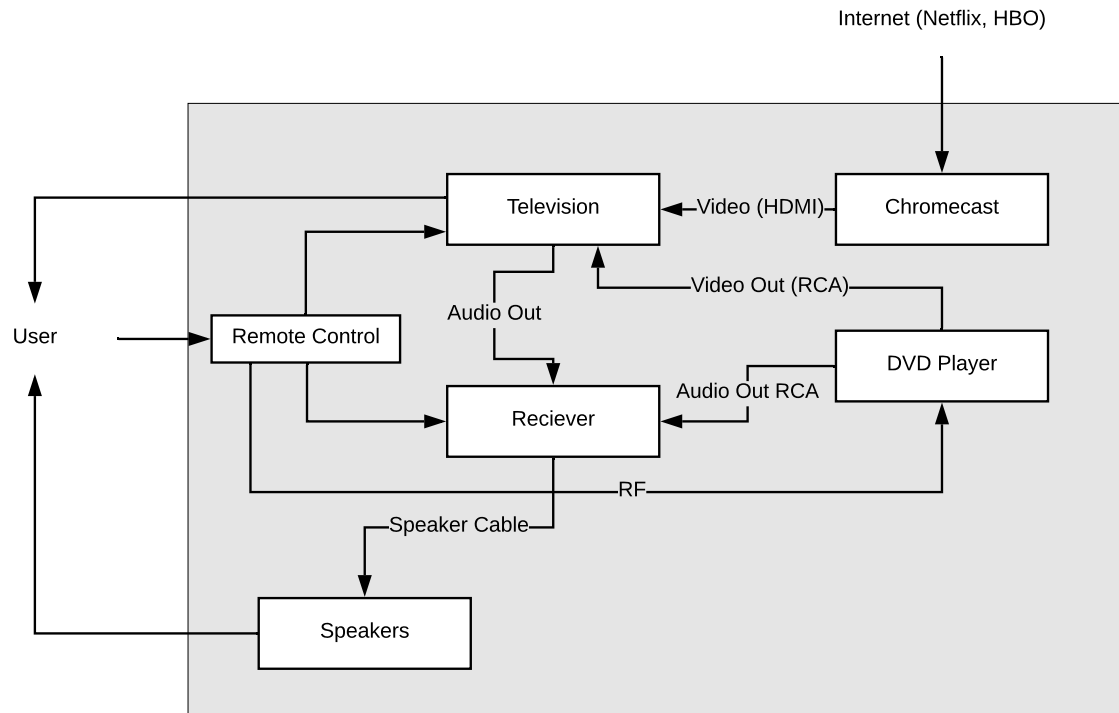 Internet (Netflix, HBO)
Television
Video (HDMI)
Chromecast
Video Out (RCA)
Audio Out
User
Remote Control
DVD Player
Audio Out RCA
Reciever
RF
Speaker Cable
Speakers